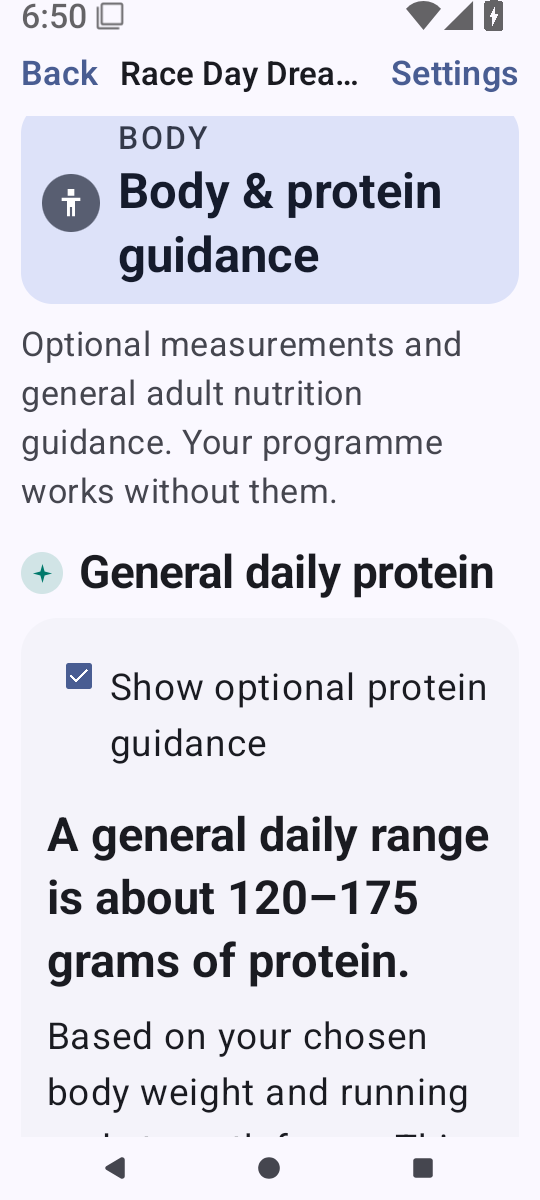 6:50
Back Race Day Drea... Settings
BODY
Body & protein
guidance
Optional measurements and
general adult nutrition
guidance. Your programme
works without them.
General daily protein
Show optional protein
guidance
A general daily range
is about 120–175
grams of protein.
Based on your chosen
body weight and running